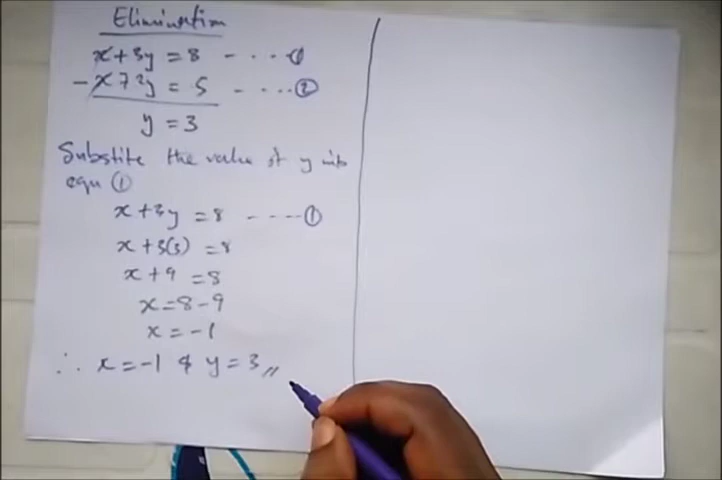 Elimination
x+3y = 8 - - - - ①
- x+2y = 5 - - - - ②
y = 3
Substite the value of y into
equ ①
x+3y = 8 - - - - - ①
x+3(3) = 8
x+9 = 8
x = 8-9
x = -1
∴ x = -1 & y = 3 //